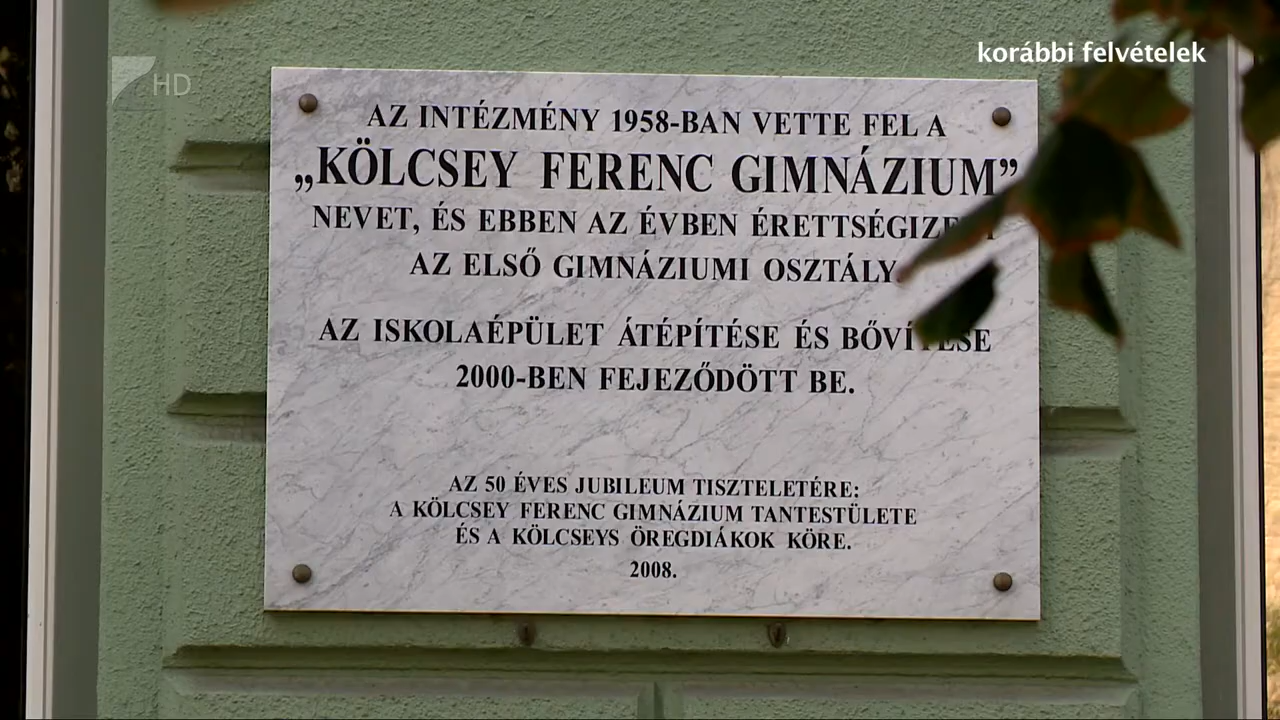 korábbi felvételek
HD
AZ INTÉZMÉNY 1958-BAN VETTE FEL A
„KÖLCSEY FERENC GIMNÁZIUM”
NEVET, ÉS EBBEN AZ ÉVBEN
AZ ELSŐ GIMNÁZIUMI OSZTÁLY
AZ ISKOLAÉPÜLET ÁTÉPÍTÉSE ÉS BŐVÍTÉSE
2000-BEN FEJEZŐDÖTT BE.
AZ 50 ÉVES JUBILEUM TISZTELETÉRE:
A KÖLCSEY FERENC GIMNÁZIUM TANTESTÜLETE
ÉS A KÖLCSEYS ÖREGDIÁKOK KÖRE.
2008.